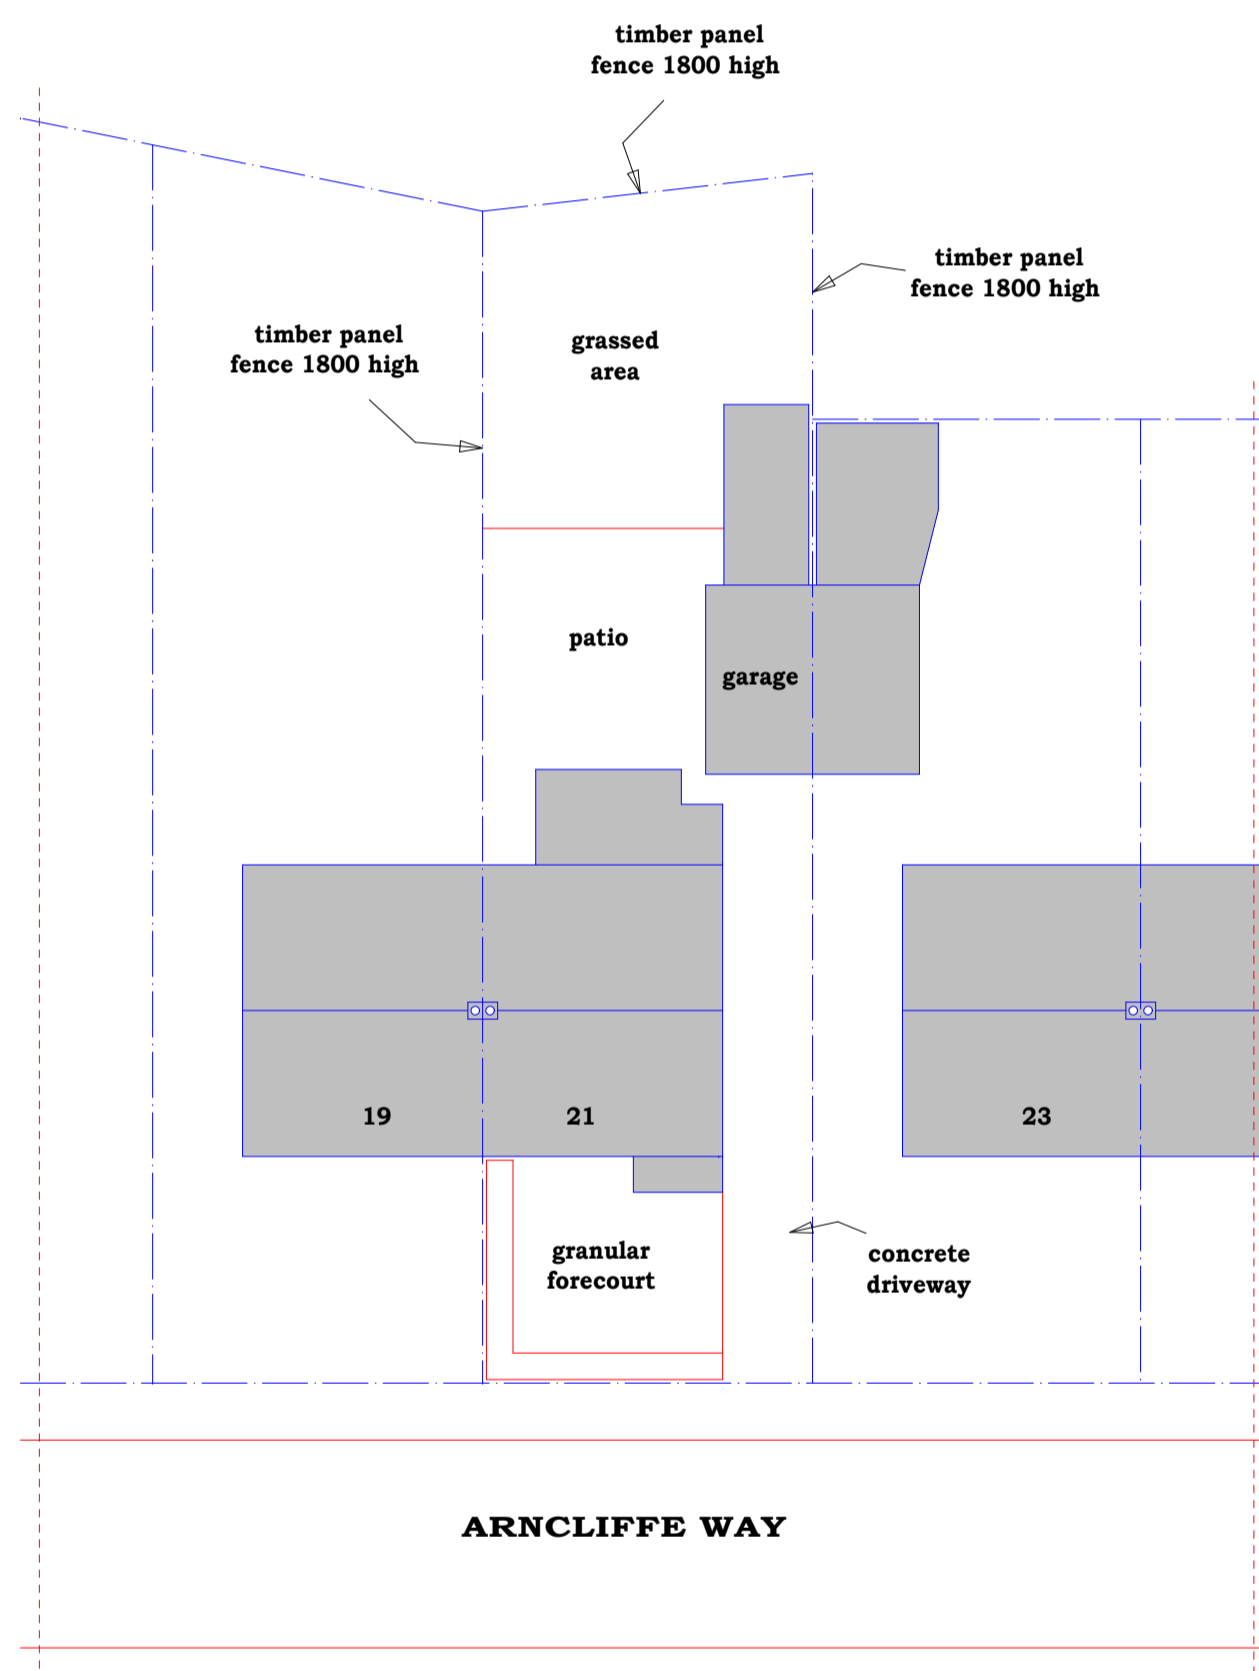 timber panel
fence 1800 high
timber panel
fence 1800 high
timber panel
fence 1800 high
grassed
area
patio
garage
19
21
23
granular
forecourt
concrete
driveway
ARNCLIFFE WAY